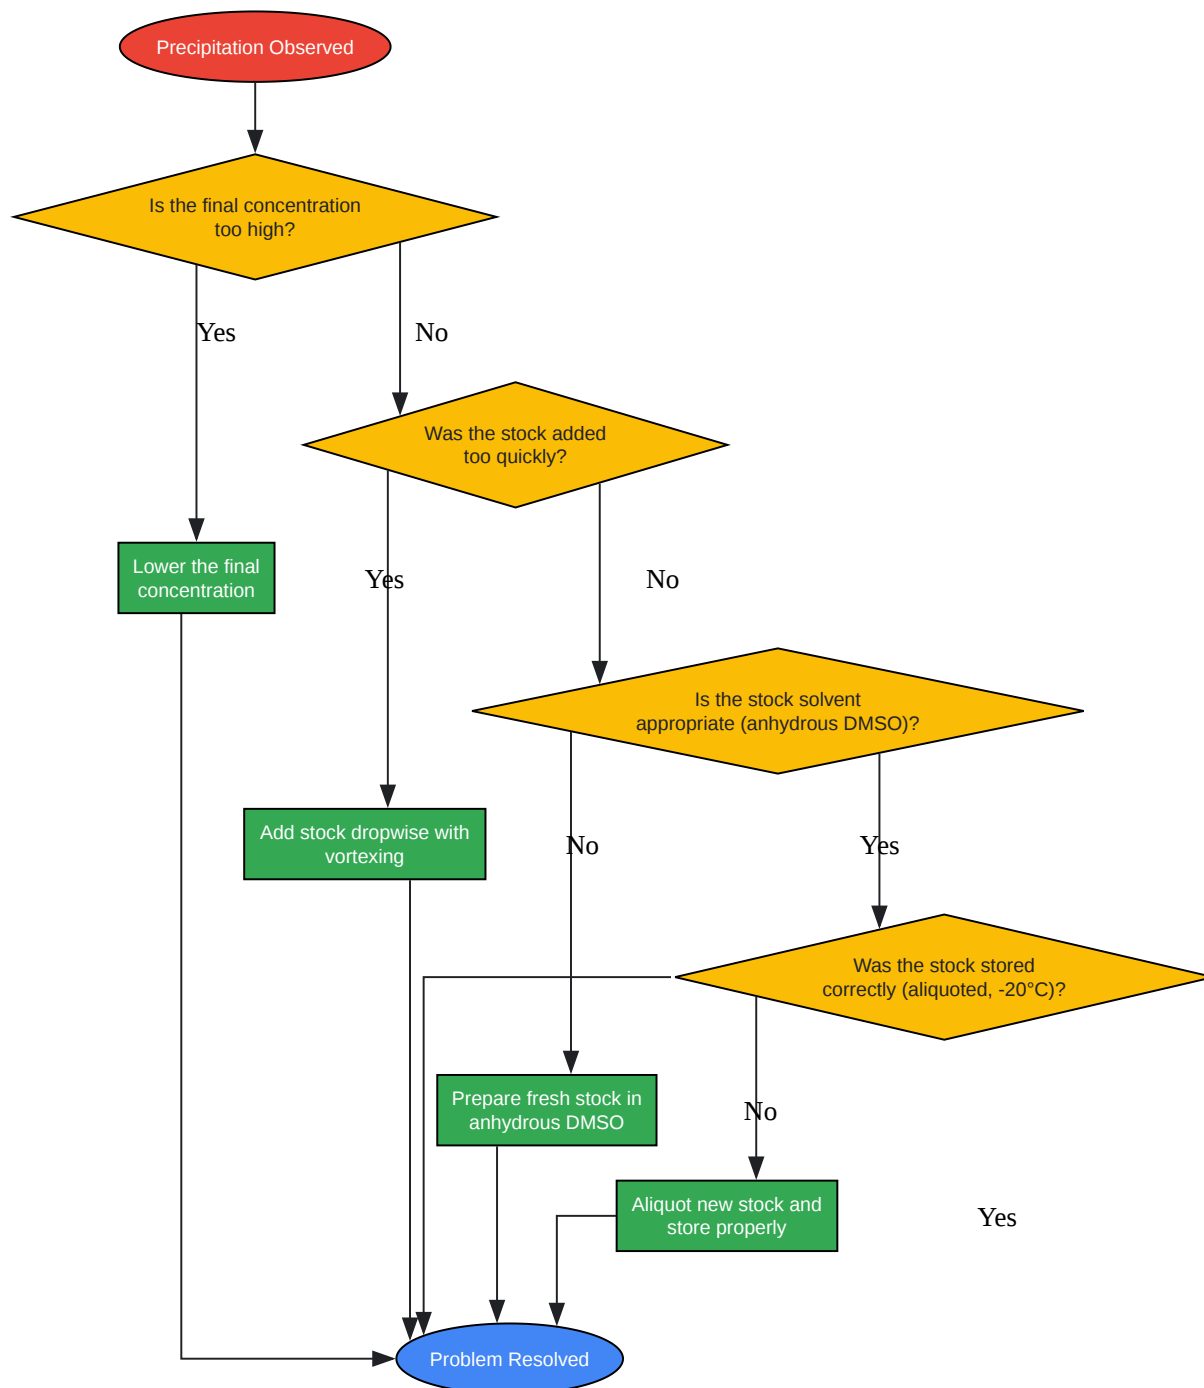 Precipitation Observed
Is the final concentration
too high?
Yes
No
Was the stock added
too quickly?
Lower the final
concentration
Yes
No
Is the stock solvent
appropriate (anhydrous DMSO)?
Add stock dropwise with
vortexing
No
Yes
Was the stock stored
correctly (aliquoted, -20°C)?
Prepare fresh stock in
anhydrous DMSO
No
Aliquot new stock and
store properly
Yes
Problem Resolved